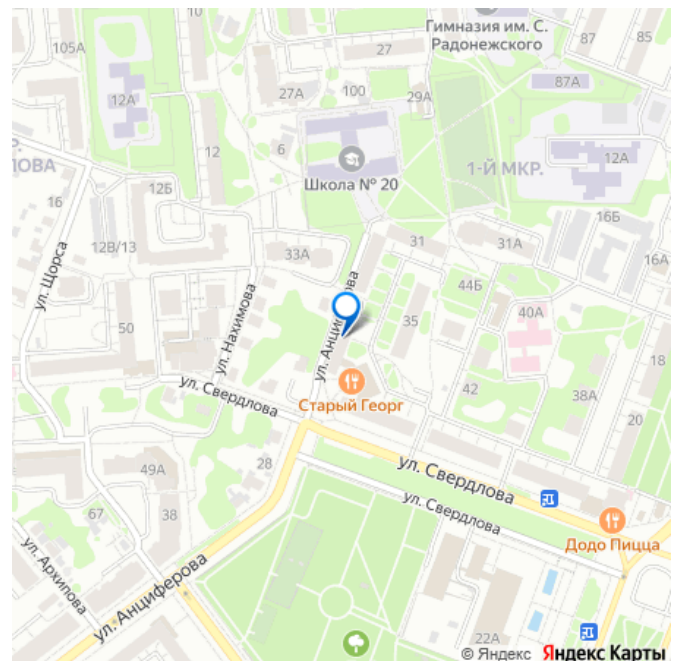 Гимназия им. С.
Радонежского
105А
10
27
87
85
12А
27А
100
29А
87А
12
6
Школа № 20
1-Й МКР.
12А
Р.
ЛОВА
16
12Б
16Б
12В/13
33А
31
31А
16А
ул. Щорса
44Б
ул. Нахимова
ул. Анциферова
35
40А
50
18
ул. Свердлова
Старый Георг
42
38А
20
49А
28
ул. Свердлова
67
38
ул. Свердлова
Додо Пицца
ул. Архипова
ул. Анциферова
22А
© Яндекс Яндекс Карты